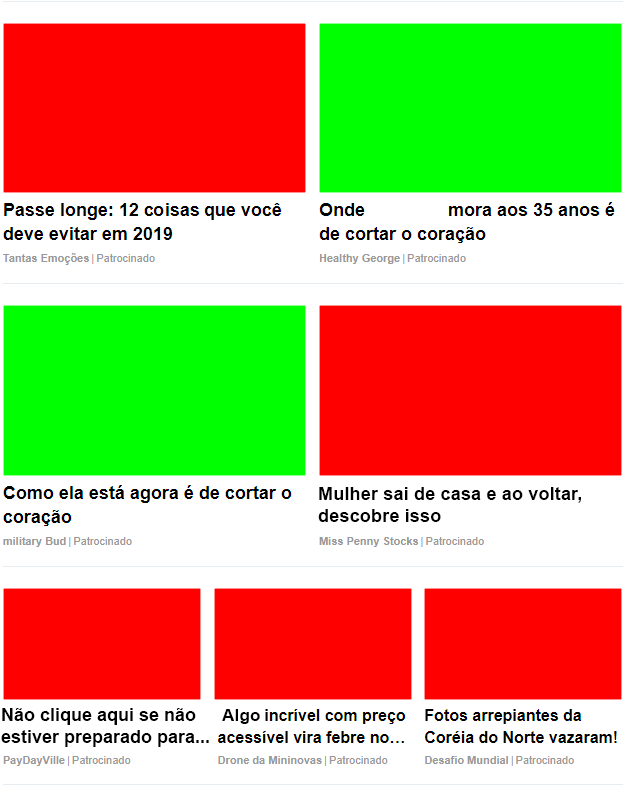 Passe longe: 12 coisas que você
deve evitar em 2019
Tantas Emoções | Patrocinado
Onde mora aos 35 anos é
de cortar o coração
Healthy George | Patrocinado
Como ela está agora é de cortar o
coração
military Bud | Patrocinado
Mulher sai de casa e ao voltar,
descobre isso
Miss Penny Stocks | Patrocinado
Não clique aqui se não
estiver preparado para...
PayDayVille | Patrocinado
Algo incrível com preço
acessível vira febre no...
Drone da Mininovas | Patrocinado
Fotos arrepiantes da
Coréia do Norte vazaram!
Desafio Mundial | Patrocinado